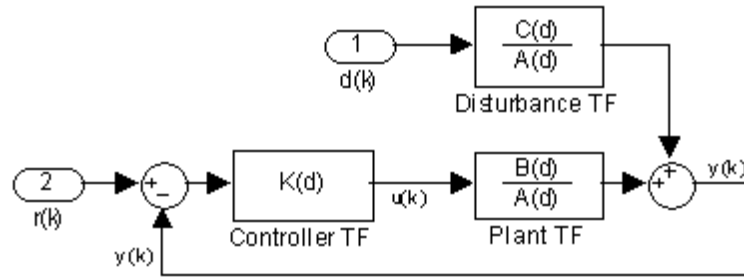 1
d(k)
C(d)
A(d)
Disturbance TF
2
r(k)
+
−
K(d)
Controller TF
u(k)
B(d)
A(d)
Plant TF
+
+
y(k)
y(k)